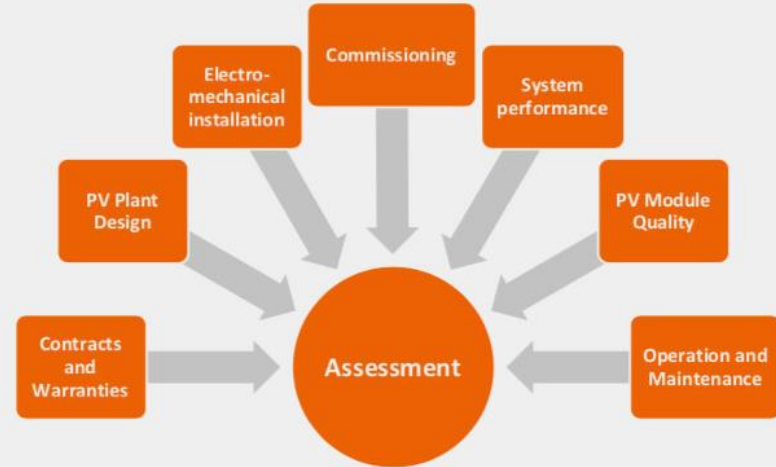 Commissioning
Electro-
mechanical
installation
System
performance
PV Plant
Design
PV Module
Quality
Contracts
and
Warranties
Assessment
Operation and
Maintenance